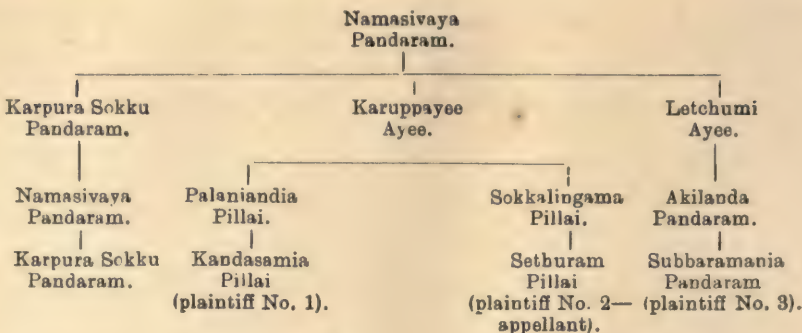 Namasivaya
Pandaram.
Karpura Sokku
Pandaram.
Karuppayee
Ayee.
Letchumi
Ayee.
Namasivaya
Pandaram.
Palaniandia
Pillai.
Sokkalingama
Pillai.
Akilanda
Pandaram.
Karpura Sokku
Pandaram.
Kandasamia
Pillai
(plaintiff No. 1).
Sethuram
Pillai
(plaintiff No. 2—
appellant).
Subbaramania
Pandaram
(plaintiff No. 3).